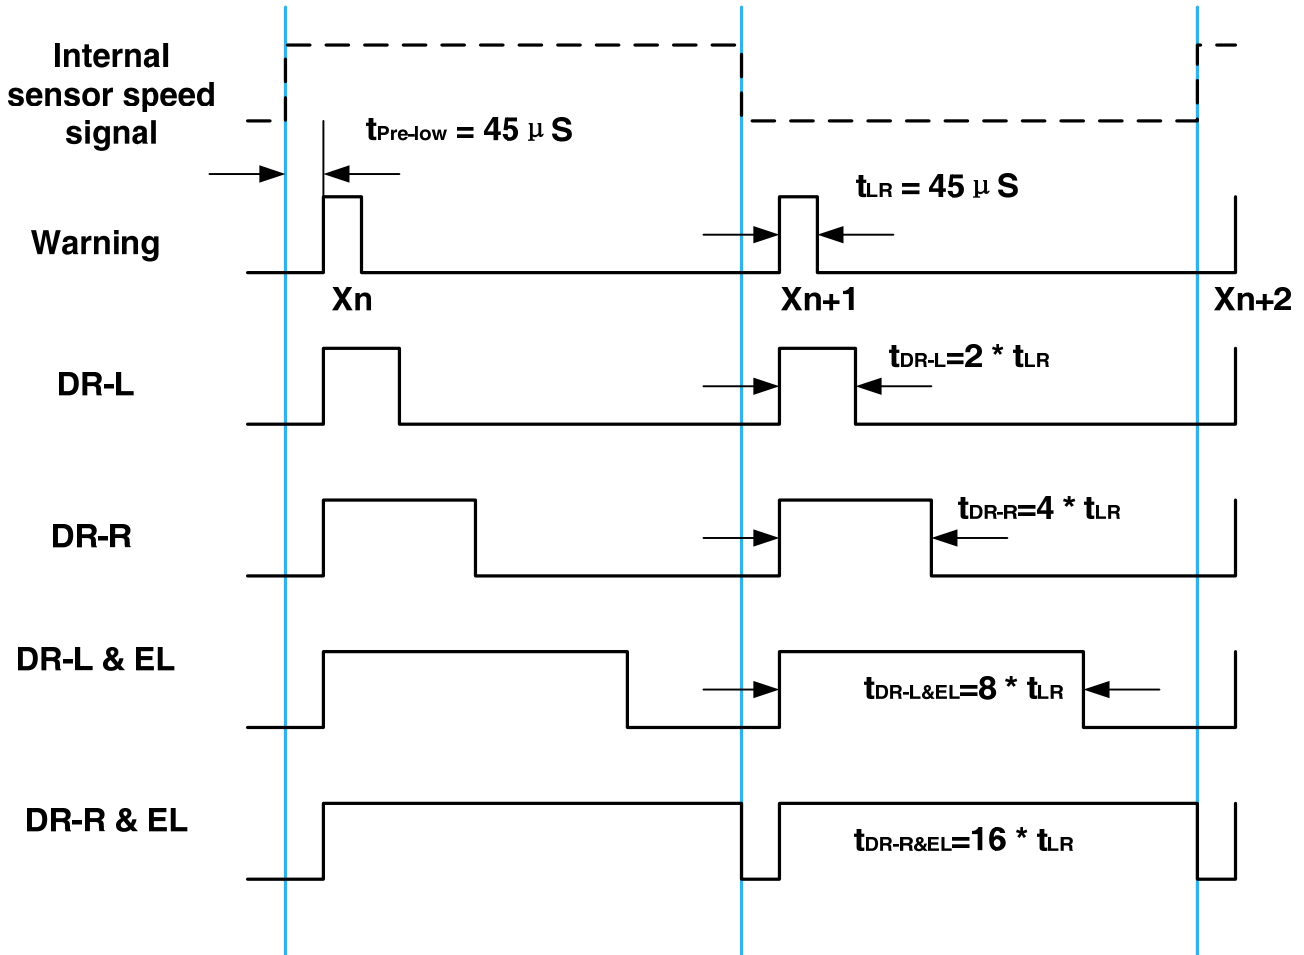 Internal
sensor speed
signal
tPre-low = 45 μ S
tLR = 45 μ S
Warning
Xn
Xn+1
Xn+2
tDR-L=2 * tLR
DR-L
tDR-R=4 * tLR
DR-R
DR-L & EL
tDR-L&EL=8 * tLR
DR-R & EL
tDR-R&EL=16 * tLR